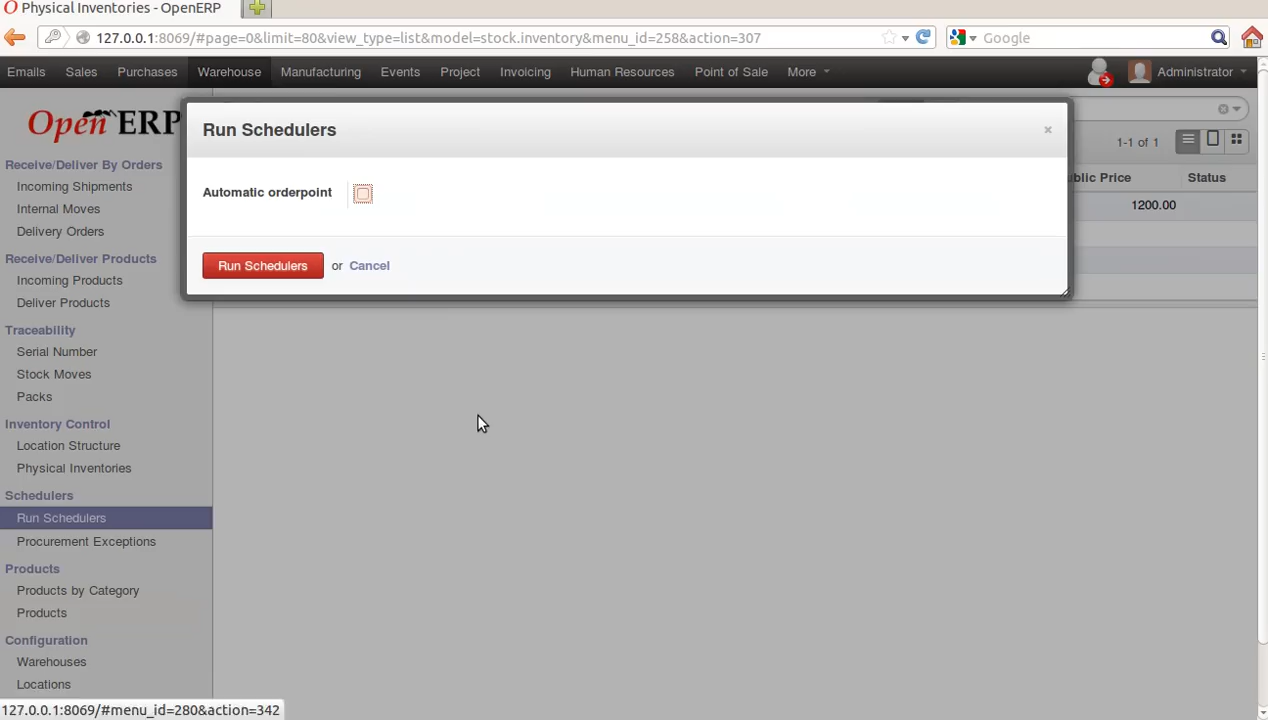 Physical Inventories - OpenERP
127.0.0.1:8069/#page=0&limit=80&view_type=list&model=stock.inventory&menu_id=258&action=307
Google
Emails Sales Purchases Warehouse Manufacturing Events Project Invoicing Human Resources Point of Sale More Administrator
Open ERP
Run Schedulers
×
1-1 of 1
Automatic orderpoint
Run Schedulers or Cancel
Public Price Status
1200.00
Receive/Deliver By Orders
Incoming Shipments
Internal Moves
Delivery Orders
Receive/Deliver Products
Incoming Products
Deliver Products
Traceability
Serial Number
Stock Moves
Packs
Inventory Control
Location Structure
Physical Inventories
Schedulers
Run Schedulers
Procurement Exceptions
Products
Products by Category
Products
Configuration
Warehouses
Locations
127.0.0.1:8069/#menu_id=280&action=342